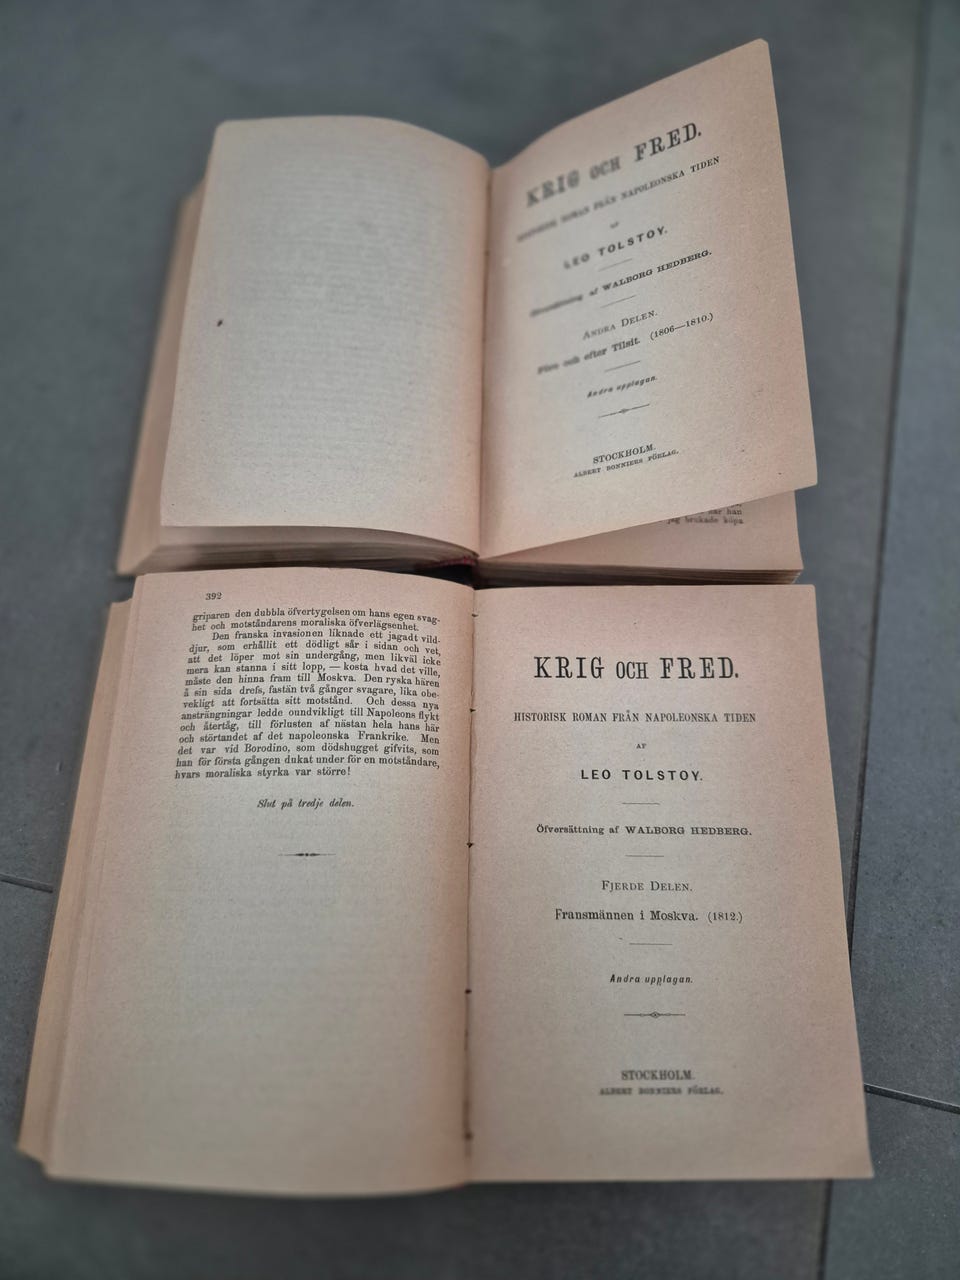 KRIG OCH FRED.
HISTORISK ROMAN FRÅN NAPOLEONSKA TIDEN
AF
LEO TOLSTOY.
Öfversättning af WALBORG HEDBERG.
ANDRA DELEN.
Före och efter Tilsit. (1806—1810.)
Andra upplagan.
STOCKHOLM.
ALBERT BONNIERS FÖRLAG.
när han
jag brukade köpa
392
griparen den dubbla öfvertygelsen om hans egen svag-
het och motståndarens moraliska öfverlägsenhet.
Den franska invasionen liknade ett jagadt vild-
djur, som erhållit ett dödligt sår i sidan och vet,
att det löper mot sin undergång, men likväl icke
mera kan stanna i sitt lopp, — kosta hvad det ville,
måste den hinna fram till Moskva. Den ryska hären
å sin sida drefs, fastän två gånger svagare, lika obe-
vekligt att fortsätta sitt motstånd. Och dessa nya
ansträngningar ledde oundvikligt till Napoleons flykt
och återtåg, till förlusten af nästan hela hans här
och störtandet af det napoleonska Frankrike. Men
det var vid Borodino, som dödshugget gifvits, som
han för första gången dukat under för en motståndare,
hvars moraliska styrka var större!
Slut på tredje delen.
KRIG OCH FRED.
HISTORISK ROMAN FRÅN NAPOLEONSKA TIDEN
AF
LEO TOLSTOY.
Öfversättning af WALBORG HEDBERG.
FJERDE DELEN.
Fransmännen i Moskva. (1812.)
Andra upplagan.
STOCKHOLM.
ALBERT BONNIERS FÖRLAG.